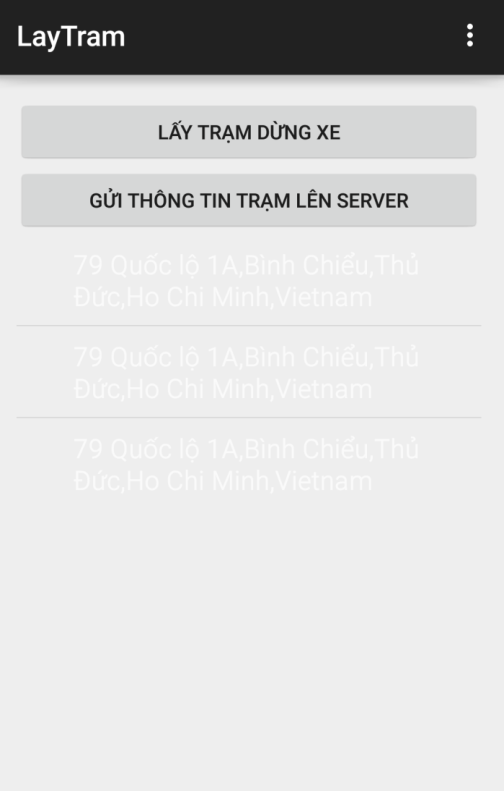 LayTram
LẤY TRẠM DỪNG XE
GỬI THÔNG TIN TRẠM LÊN SERVER
79 Quốc lộ 1A,Bình Chiểu,Thủ
Đức,Ho Chi Minh,Vietnam
79 Quốc lộ 1A,Bình Chiểu,Thủ
Đức,Ho Chi Minh,Vietnam
79 Quốc lộ 1A,Bình Chiểu,Thủ
Đức,Ho Chi Minh,Vietnam